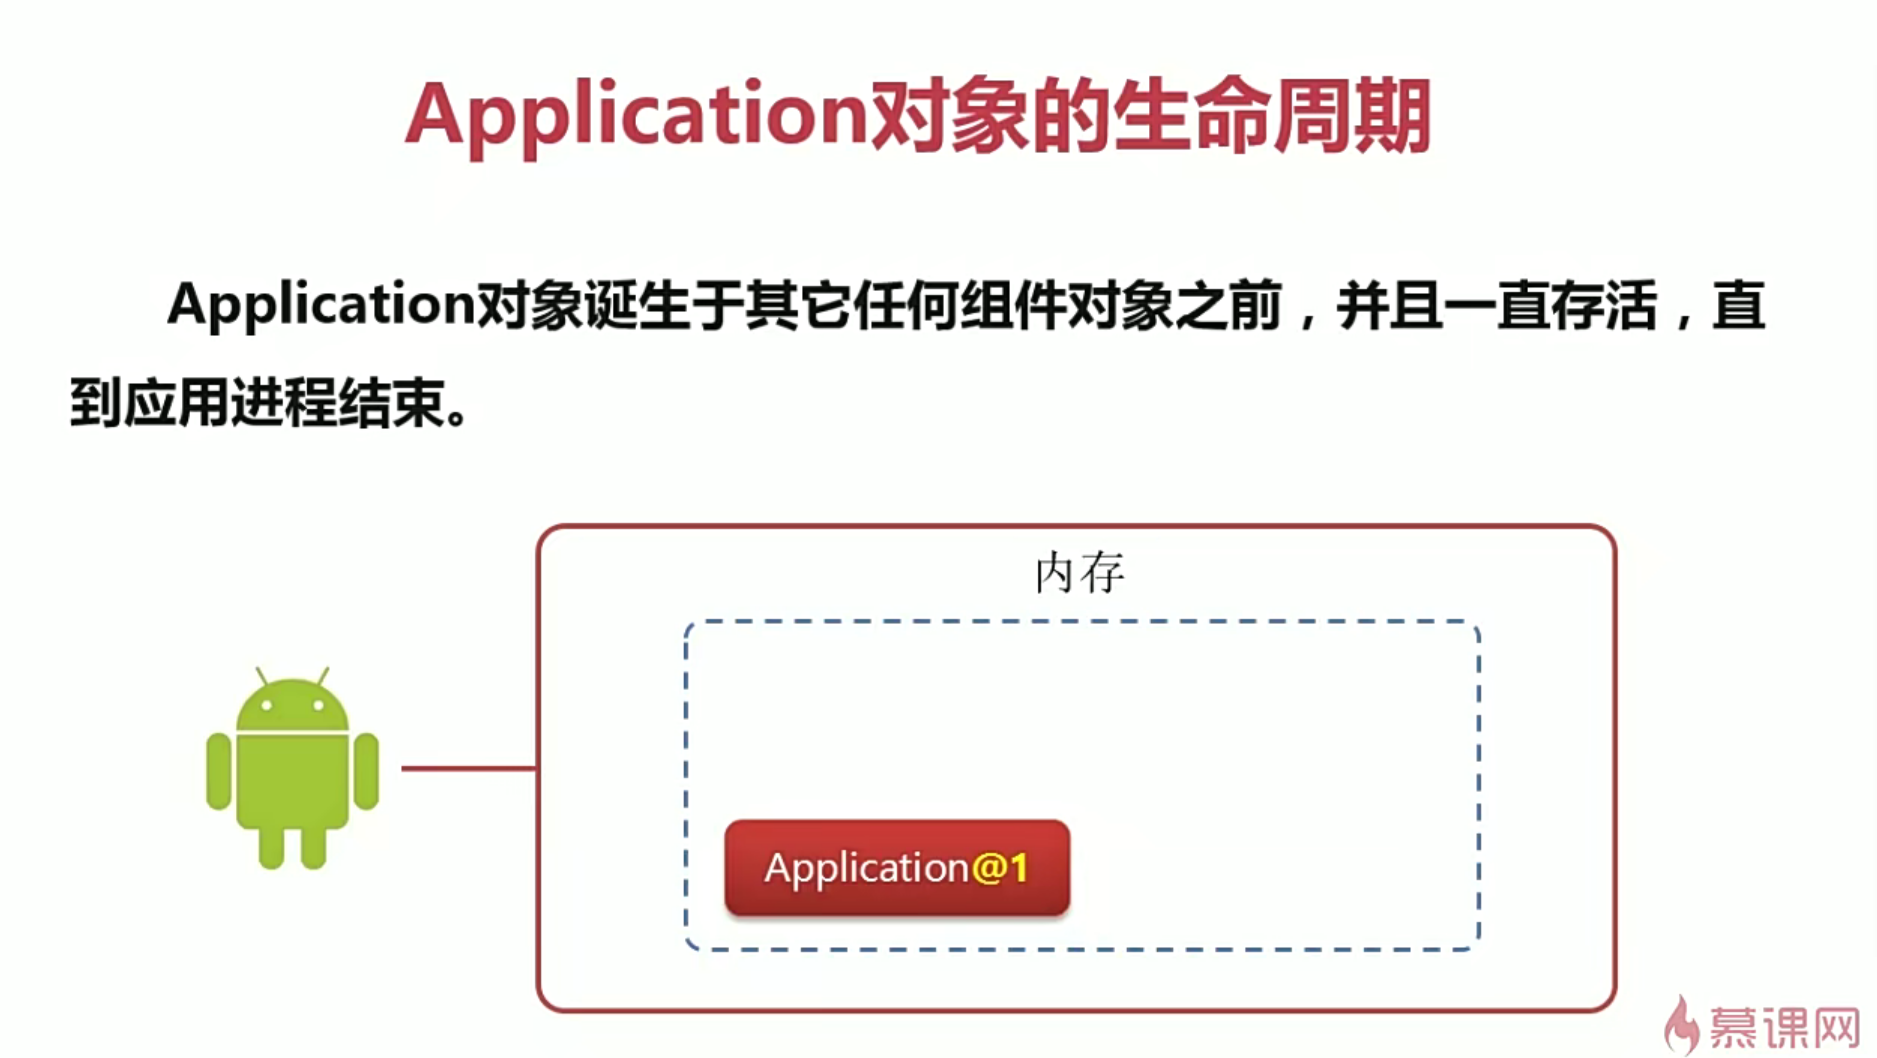 Application对象的生命周期
Application对象诞生于其它任何组件对象之前，并且一直存活，直
到应用进程结束。
内存
Application@1
慕课网